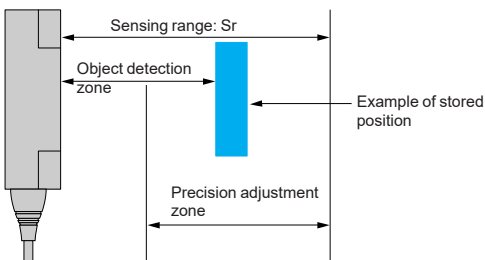 Sensing range: Sr
Object detection
zone
Example of stored
position
Precision adjustment
zone